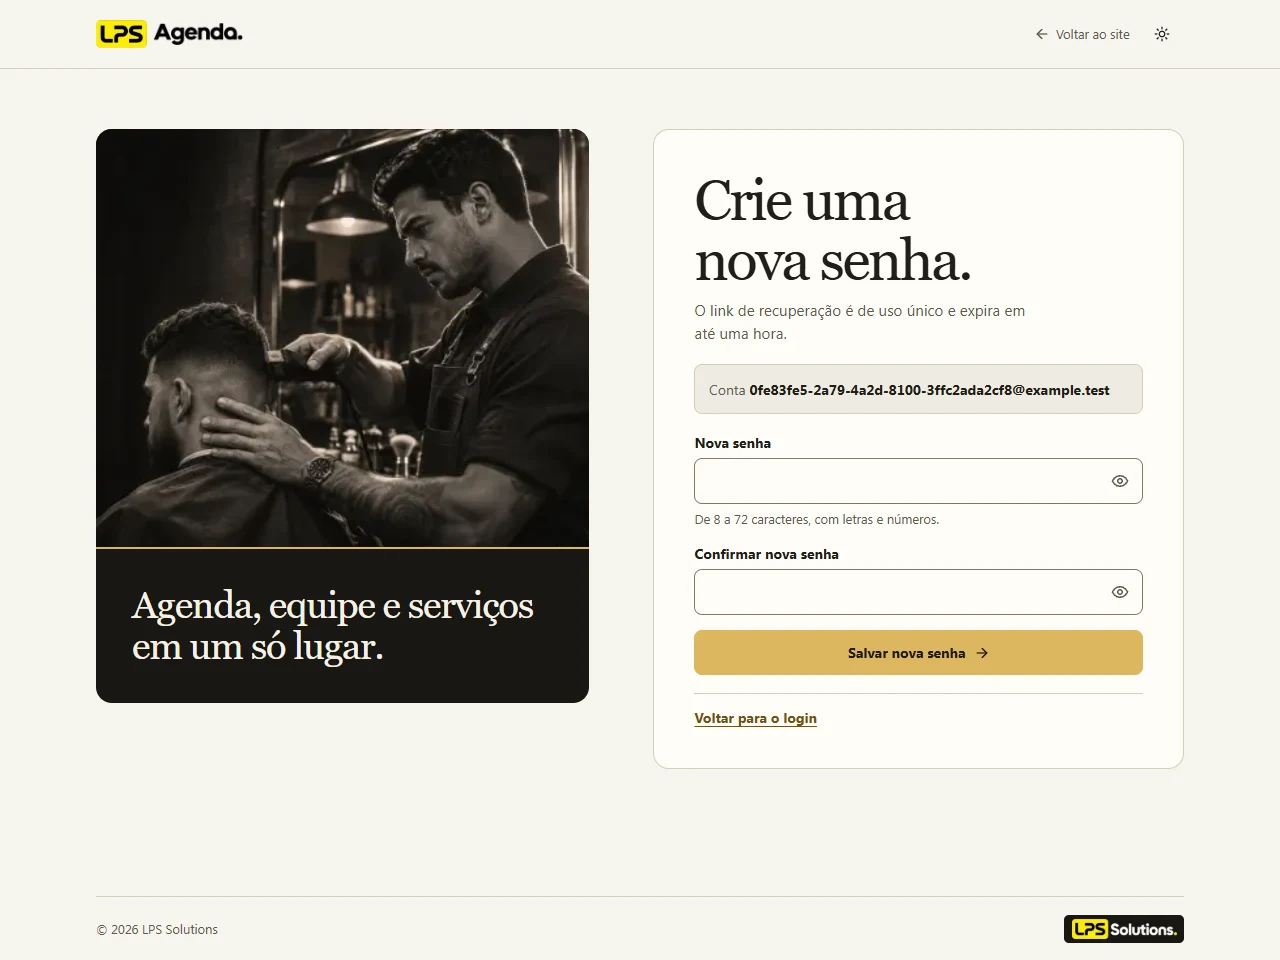 LPS Agenda.
Voltar ao site
Crie uma
nova senha.
O link de recuperação é de uso único e expira em
até uma hora.
Conta 0fe83fe5-2a79-4a2d-8100-3ffc2ada2cf8@example.test
Nova senha
De 8 a 72 caracteres, com letras e números.
Confirmar nova senha
Salvar nova senha
Voltar para o login
Agenda, equipe e serviços
em um só lugar.
© 2026 LPS Solutions
LPS Solutions.